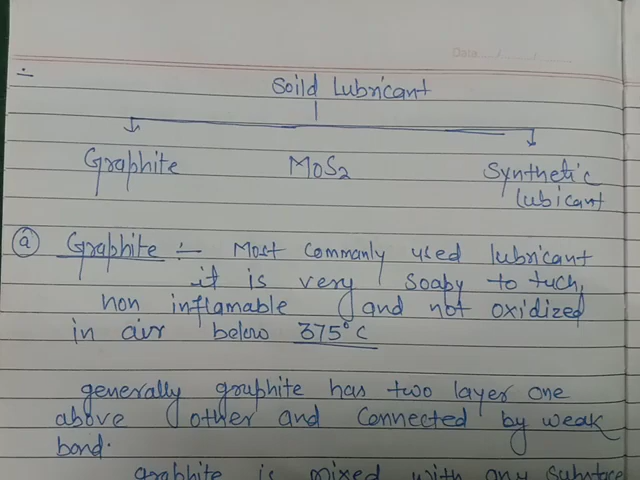 Date
÷
Soild Lubricant
Graphite MoS2 Synthetic
lubicant
(a) Graphite :- Most commanly used lubricant
it is very soapy to tuch,
non inflamable and not oxidized
in air below 375°C
generally graphite has two layer one
above other and connected by weak
bond.
graphite is mixed with any substace